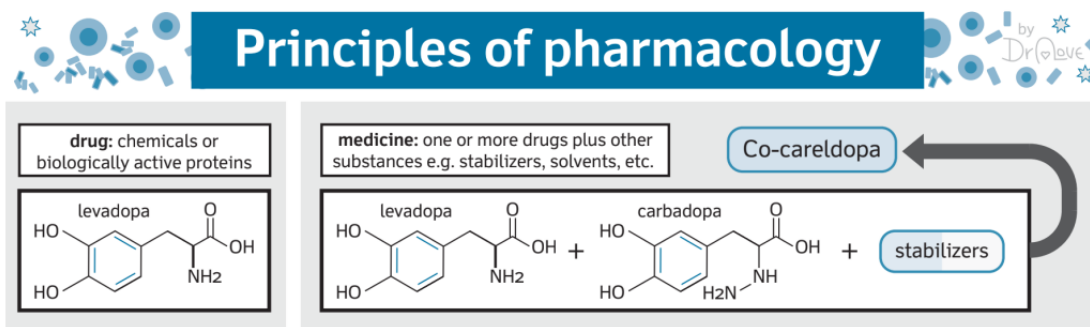 Principles of pharmacology
by
Dr
Love
drug: chemicals or
biologically active proteins
levadopa
HO
HO
O
OH
NH2
medicine: one or more drugs plus other
substances e.g. stabilizers, solvents, etc.
Co-careldopa
levadopa
HO
HO
O
OH
NH2
+
carbadopa
HO
HO
O
OH
NH
H2N
+
stabilizers